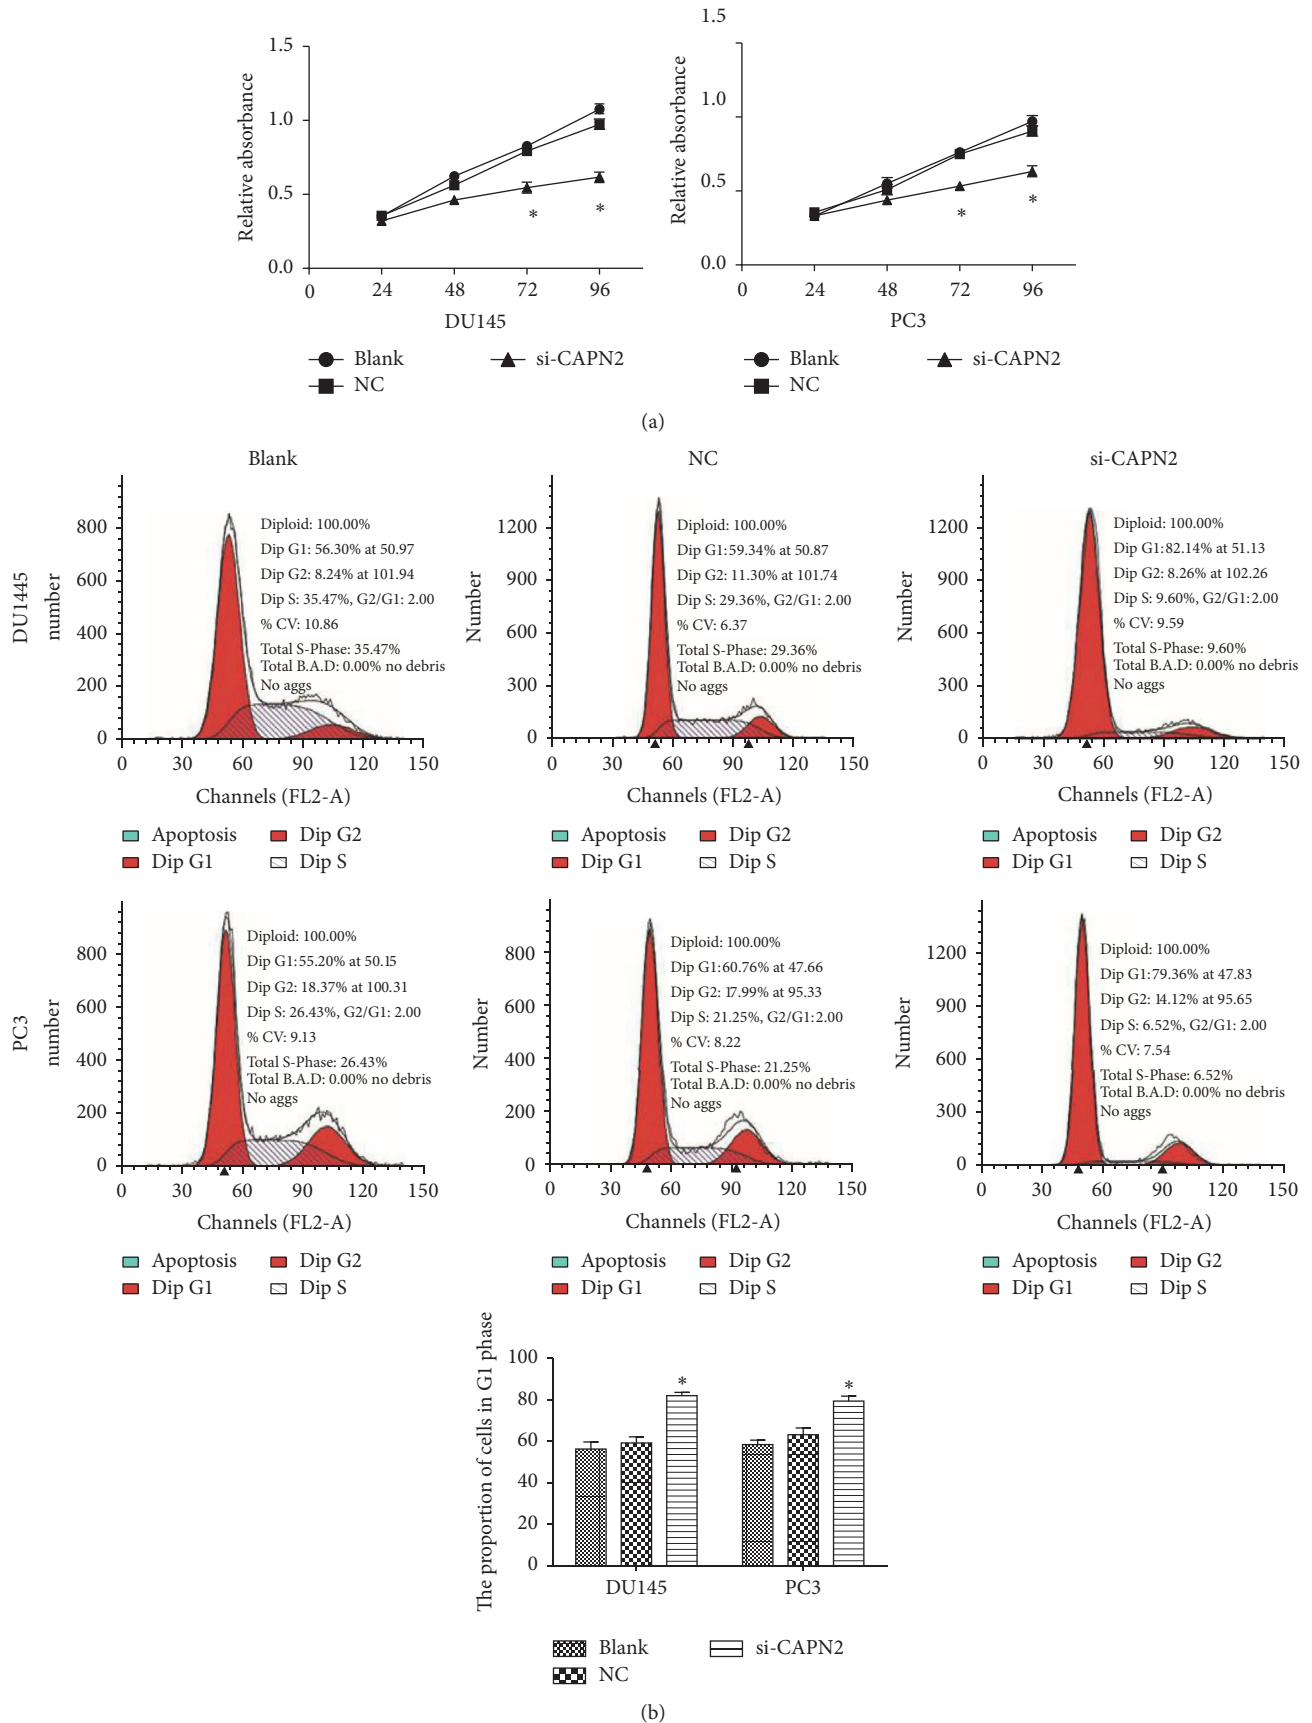 1.5
1.0
0.5
0.0
Relative absorbance
0 24 48 72 96
DU145
* *
Blank
NC
si-CAPN2
1.5
1.0
0.5
0.0
Relative absorbance
0 24 48 72 96
PC3
* *
Blank
NC
si-CAPN2
(a)
Blank
NC
si-CAPN2
DU1445
number
800
600
400
200
0
Diploid: 100.00%
Dip G1: 56.30% at 50.97
Dip G2: 8.24% at 101.94
Dip S: 35.47%, G2/G1: 2.00
% CV: 10.86
Total S-Phase: 35.47%
Total B.A.D: 0.00% no debris
No aggs
0 30 60 90 120 150
Channels (FL2-A)
Apoptosis
Dip G1
Dip G2
Dip S
Number
1200
900
600
300
0
Diploid: 100.00%
Dip G1:59.34% at 50.87
Dip G2: 11.30% at 101.74
Dip S: 29.36%, G2/G1: 2.00
% CV: 6.37
Total S-Phase: 29.36%
Total B.A.D: 0.00% no debris
No aggs
0 30 60 90 120 150
Channels (FL2-A)
Apoptosis
Dip G1
Dip G2
Dip S
Number
1200
900
600
300
0
Diploid: 100.00%
Dip G1:82.14% at 51.13
Dip G2: 8.26% at 102.26
Dip S: 9.60%, G2/G1:2.00
% CV: 9.59
Total S-Phase: 9.60%
Total B.A.D: 0.00% no debris
No aggs
0 30 60 90 120 150
Channels (FL2-A)
Apoptosis
Dip G1
Dip G2
Dip S
PC3
number
800
600
400
200
0
Diploid: 100.00%
Dip G1:55.20% at 50.15
Dip G2: 18.37% at 100.31
Dip S: 26.43%, G2/G1: 2.00
% CV: 9.13
Total S-Phase: 26.43%
Total B.A.D: 0.00% no debris
No aggs
0 30 60 90 120 150
Channels (FL2-A)
Apoptosis
Dip G1
Dip G2
Dip S
Number
800
600
400
200
0
Diploid: 100.00%
Dip G1:60.76% at 47.66
Dip G2: 17.99% at 95.33
Dip S: 21.25%, G2/G1:2.00
% CV: 8.22
Total S-Phase: 21.25%
Total B.A.D: 0.00% no debris
No aggs
0 30 60 90 120 150
Channels (FL2-A)
Apoptosis
Dip G1
Dip G2
Dip S
Number
1200
900
600
300
0
Diploid: 100.00%
Dip G1:79.36% at 47.83
Dip G2: 14.12% at 95.65
Dip S: 6.52%, G2/G1: 2.00
% CV: 7.54
Total S-Phase: 6.52%
Total B.A.D: 0.00% no debris
No aggs
0 30 60 90 120 150
Channels (FL2-A)
Apoptosis
Dip G1
Dip G2
Dip S
The proportion of cells in G1 phase
100
80
60
40
20
0
* *
DU145 PC3
Blank
NC
si-CAPN2
(b)